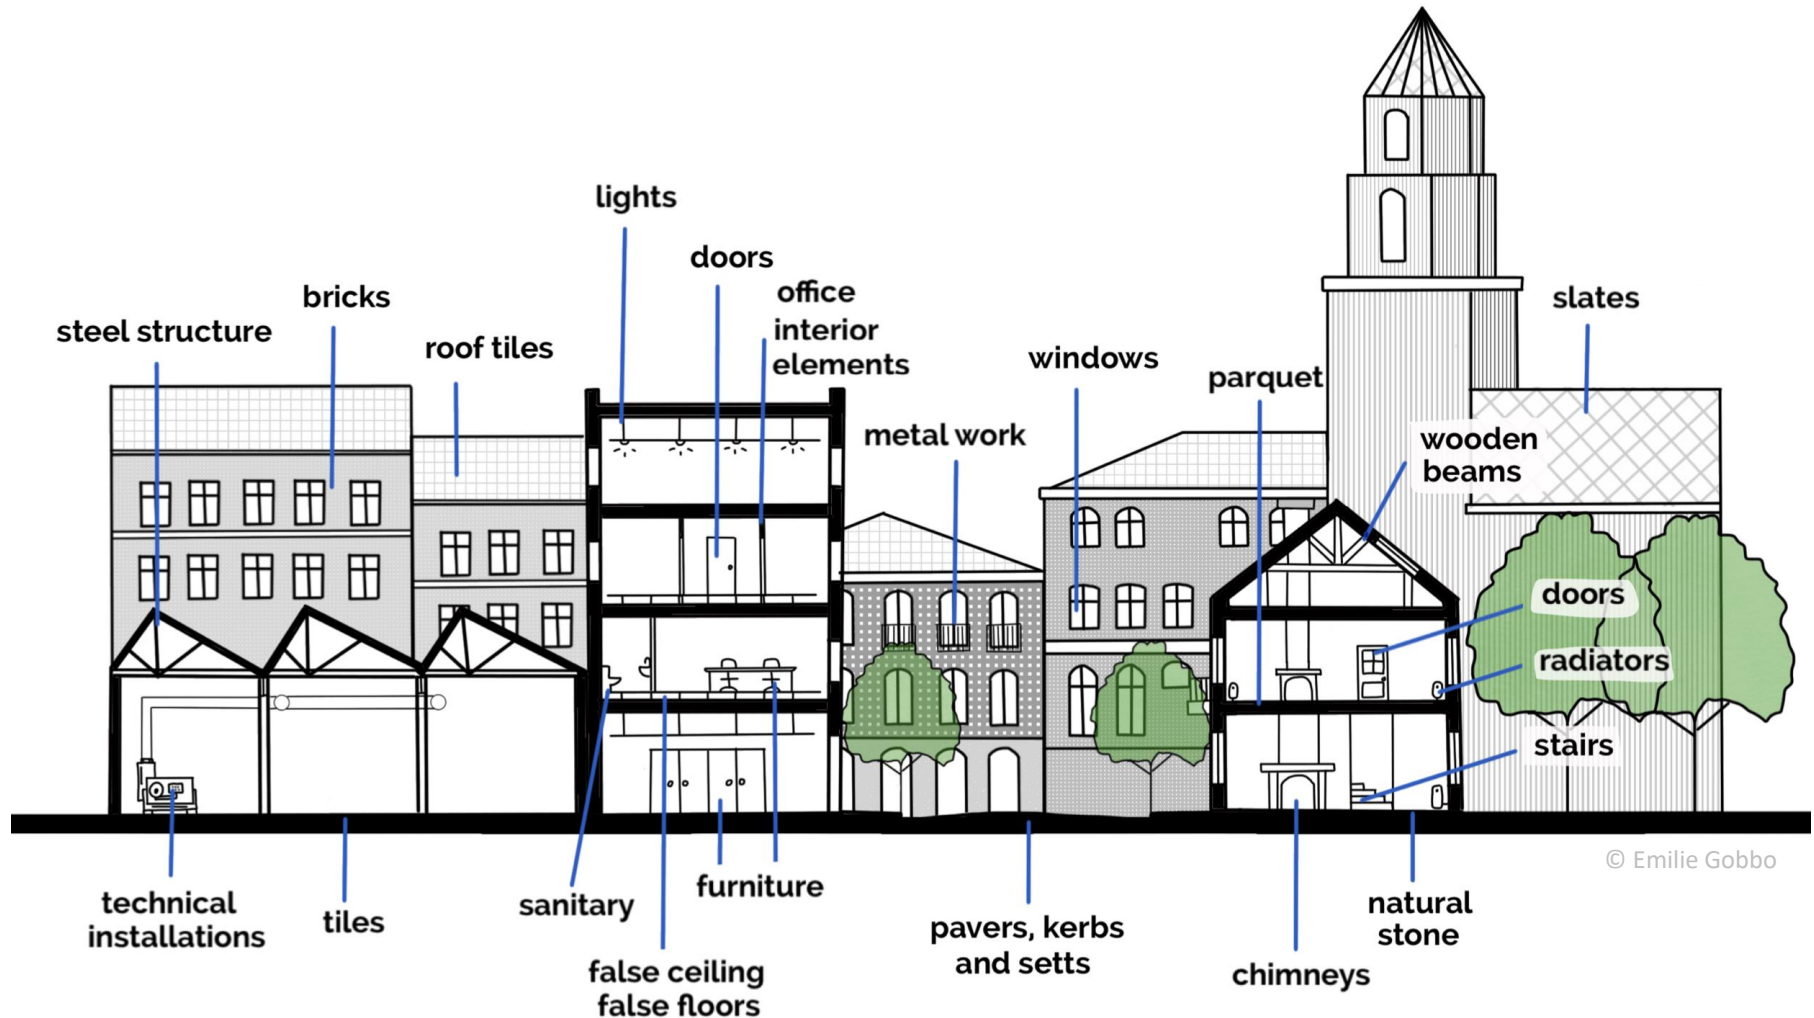 lights
doors
office
interior
elements
bricks
steel structure
roof tiles
slates
windows
parquet
metal work
wooden
beams
doors
radiators
stairs
© Emilie Gobbo
technical
installations
tiles
sanitary
furniture
false ceiling
false floors
pavers, kerbs
and setts
natural
stone
chimneys